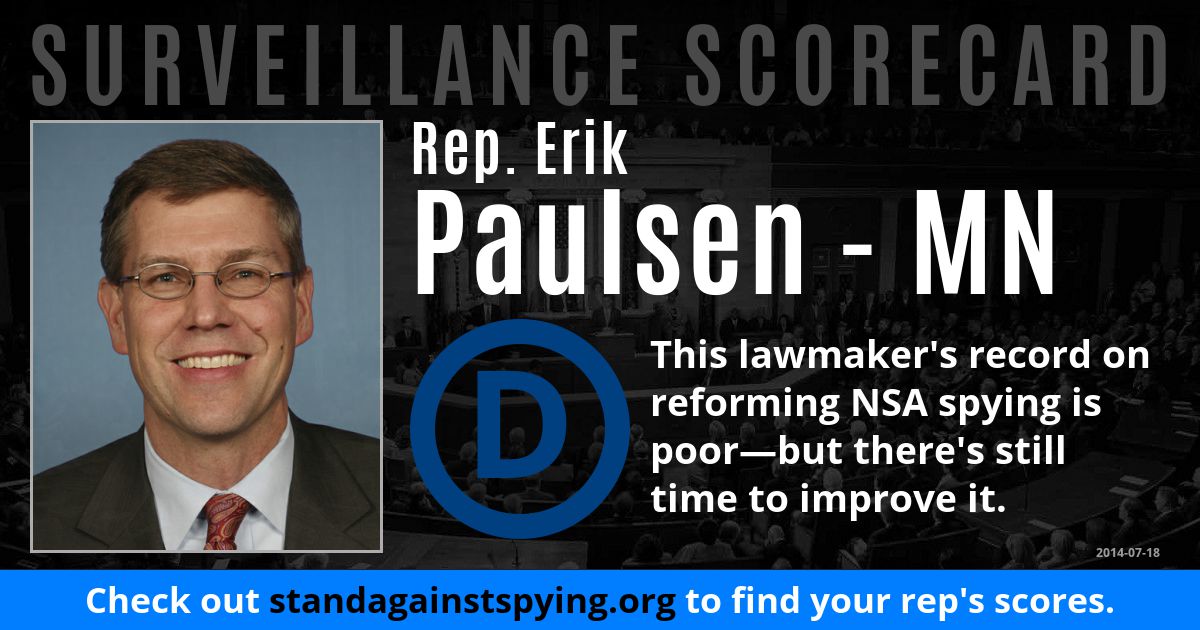 SURVEILLANCE SCORECARD
Rep. Erik
Paulsen - MN
D
This lawmaker's record on
reforming NSA spying is
poor—but there's still
time to improve it.
2014-07-18
Check out standagainstspying.org to find your rep's scores.